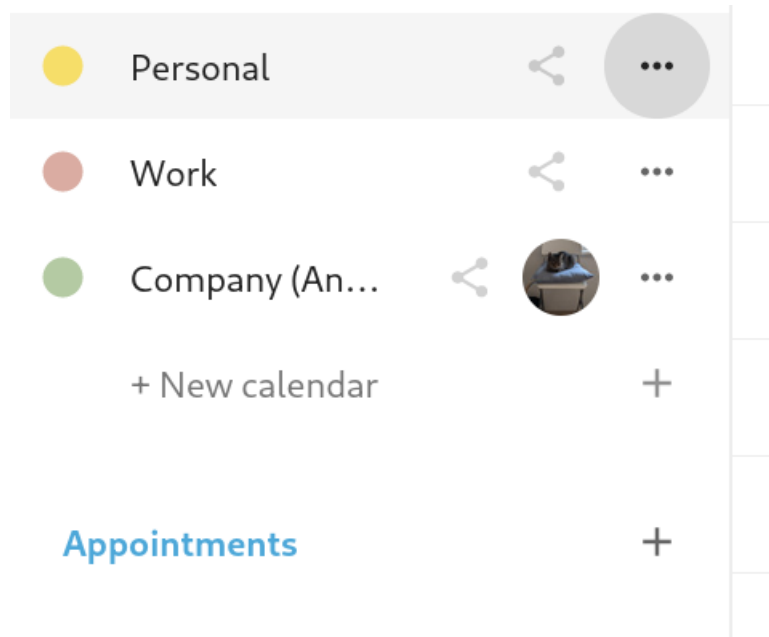 Personal
Work
Company (An...
+ New calendar
Appointments